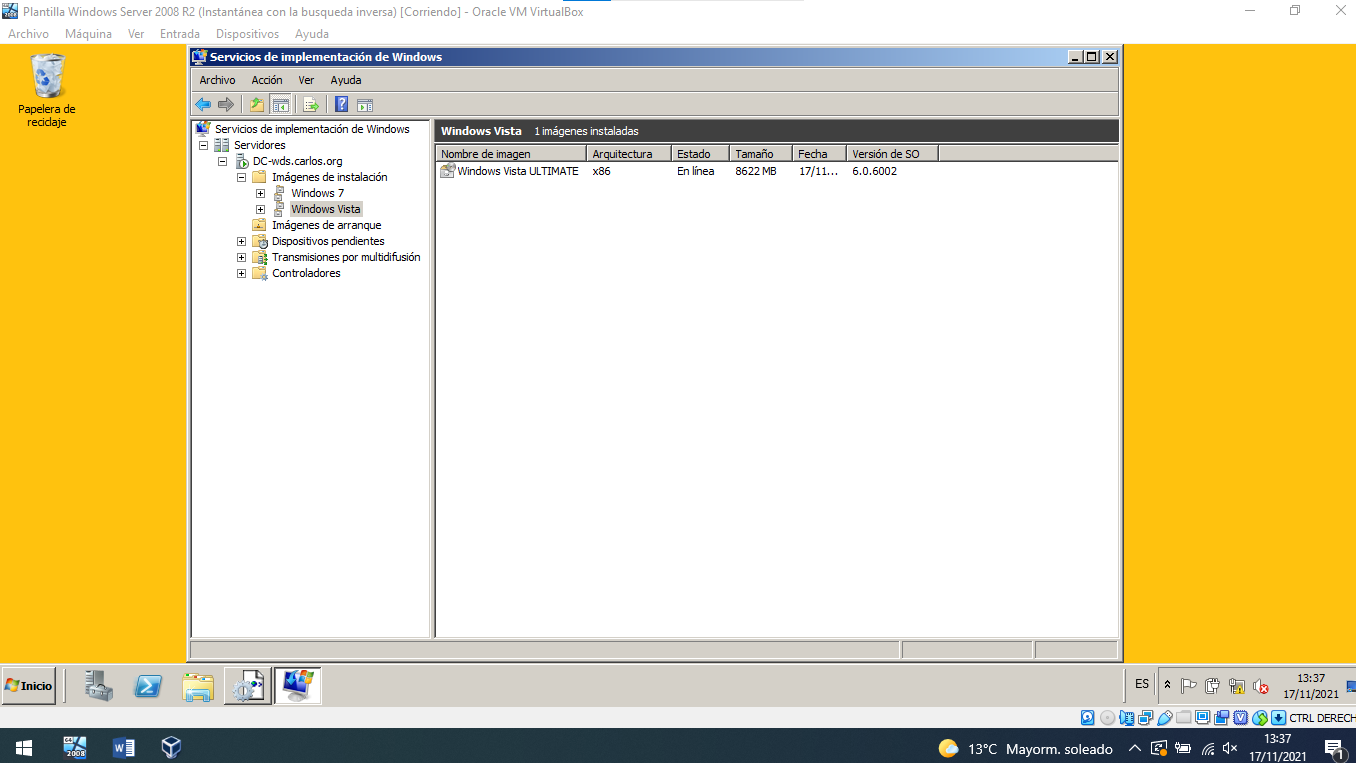 Plantilla Windows Server 2008 R2 (Instantánea con la busqueda inversa) [Corriendo] - Oracle VM VirtualBox
Archivo Máquina Ver Entrada Dispositivos Ayuda
Papelera de
reciclaje
Servicios de implementación de Windows
Archivo Acción Ver Ayuda
Servicios de implementación de Windows
Servidores
DC-wds.carlos.org
Imágenes de instalación
Windows 7
Windows Vista
Imágenes de arranque
Dispositivos pendientes
Transmisiones por multidifusión
Controladores
Windows Vista 1 imágenes instaladas
Nombre de imagen Arquitectura Estado Tamaño Fecha Versión de SO
Windows Vista ULTIMATE x86 En línea 8622 MB 17/11... 6.0.6002
Inicio
ES
13:37
17/11/2021
CTRL DERECH
2008
13°C Mayorm. soleado
13:37
17/11/2021
1